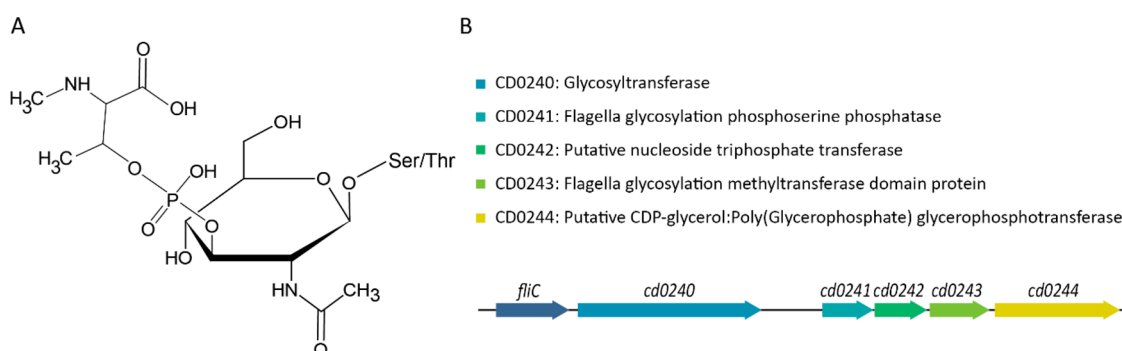 A
B
O
NH
H₃C
OH
H₃C
O
OH
P
O
O
HO
OH
O
O
Ser/Thr
HN
CH₃
O
CD0240: Glycosyltransferase
CD0241: Flagella glycosylation phosphoserine phosphatase
CD0242: Putative nucleoside triphosphate transferase
CD0243: Flagella glycosylation methyltransferase domain protein
CD0244: Putative CDP-glycerol:Poly(Glycerophosphate) glycerophosphotransferase
fliC cd0240 cd0241 cd0242 cd0243 cd0244